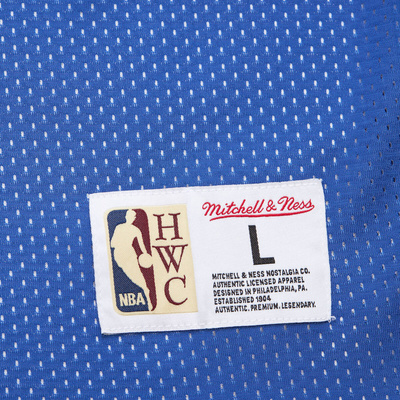 NBA
H
W
C
Mitchell & Ness
L
MITCHELL & NESS NOSTALGIA CO.
AUTHENTIC LICENSED APPAREL
DESIGNED IN PHILADELPHIA, PA.
ESTABLISHED 1904
AUTHENTIC. PREMIUM. LEGENDARY.